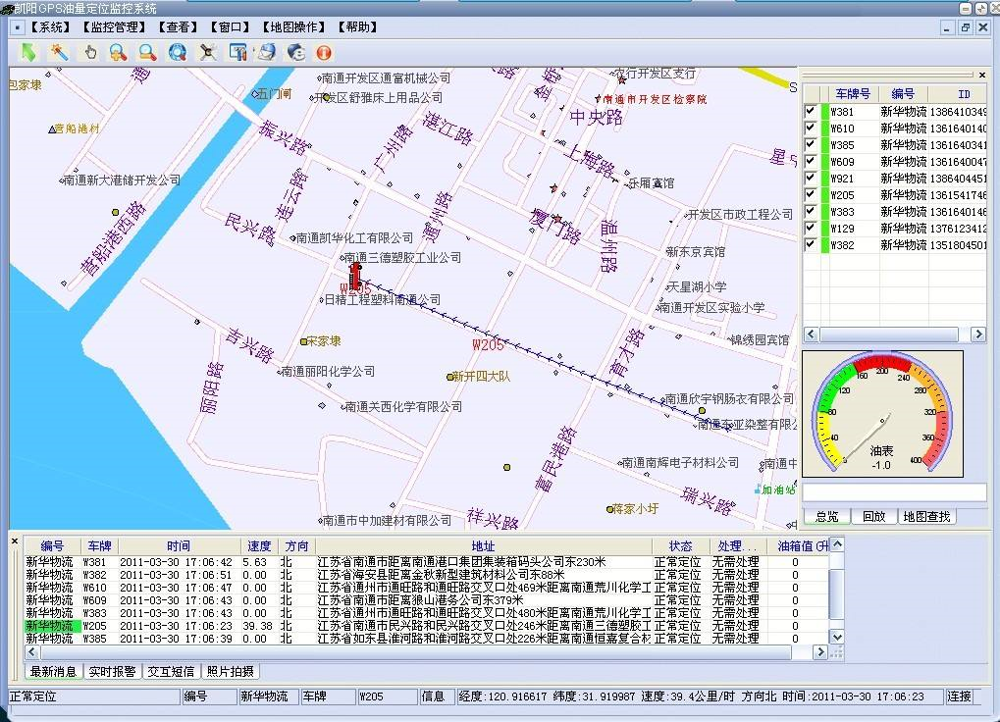 凯阳GPS油量定位监控系统
【系统】 【监控管理】 【查看】 【窗口】 【地图操作】 【帮助】
包家埭
五门闸
南通开发区通富机械公司
农行开发区支行
开发区舒雅床上用品公司
南通市开发区检察院
中央路
营船港村
振兴路
广州路
湛江路
上海路
南通新大港储开发公司
连云路
乐厢宾馆
营船港西路
民兴路
通州路
厦门路
温州路
开发区市政工程公司
南通凯华化工有限公司
新东京宾馆
南通三德塑胶工业公司
W205
日精工程塑料南通公司
天星湖小学
南通开发区实验小学
吉兴路
宋家埭
W205
育才路
锦绣园宾馆
丽阳路
南通丽阳化学公司
新开四大队
南通关西化学有限公司
南通欣宇钢肠衣有限公司
南通东亚染整有限公
富民港路
南通南辉电子材料公司
南通中
瑞兴路
加油站
南通市中加建材有限公司
祥兴路
蒋家小圩
车牌号 编号 ID
W381 新华物流 1386410349
W610 新华物流 1361640140
W385 新华物流 1361640341
W609 新华物流 1361640047
W921 新华物流 1386404451
W205 新华物流 1361541746
W383 新华物流 1361640146
W129 新华物流 1376123412
W382 新华物流 1351804501
40 80 120 160 200 240 280 320 360 400
油表
-1.0
总览 回放 地图查找
编号 车牌 时间 速度 方向 地址 状态 处理... 油箱值(升
新华物流 W381 2011-03-30 17:06:42 5.63 北 江苏省南通市距离南通港口集团集装箱码头公司东230米 正常定位 无需处理 0
新华物流 W382 2011-03-30 17:06:51 0.00 北 江苏省海安县距离金秋新型建筑材料公司东88米 正常定位 无需处理 0
新华物流 W610 2011-03-30 17:06:47 0.00 北 江苏省通州市通旺路和通旺路交叉口处469米距离南通荒川化学工 正常定位 无需处理 0
新华物流 W609 2011-03-30 17:06:43 0.00 北 江苏省南通市距离狼山港务公司东379米 正常定位 无需处理 0
新华物流 W383 2011-03-30 17:06:43 0.00 北 江苏省通州市通旺路和通旺路交叉口处480米距离南通荒川化学工 正常定位 无需处理 0
新华物流 W205 2011-03-30 17:06:23 39.38 北 江苏省南通市民兴路和民兴路交叉口处246米距离南通三德塑胶工 正常定位 无需处理 0
新华物流 W385 2011-03-30 17:06:39 0.00 北 江苏省如东县淮河路和淮河路交叉口处226米距离南通恒嘉复合材 正常定位 无需处理 0
最新消息 实时报警 交互短信 照片拍摄
正常定位 编号 新华物流 车牌 W205 信息 经度:120.916617 纬度:31.919987 速度:39.4公里/时 方向北 时间:2011-03-30 17:06:23 连接